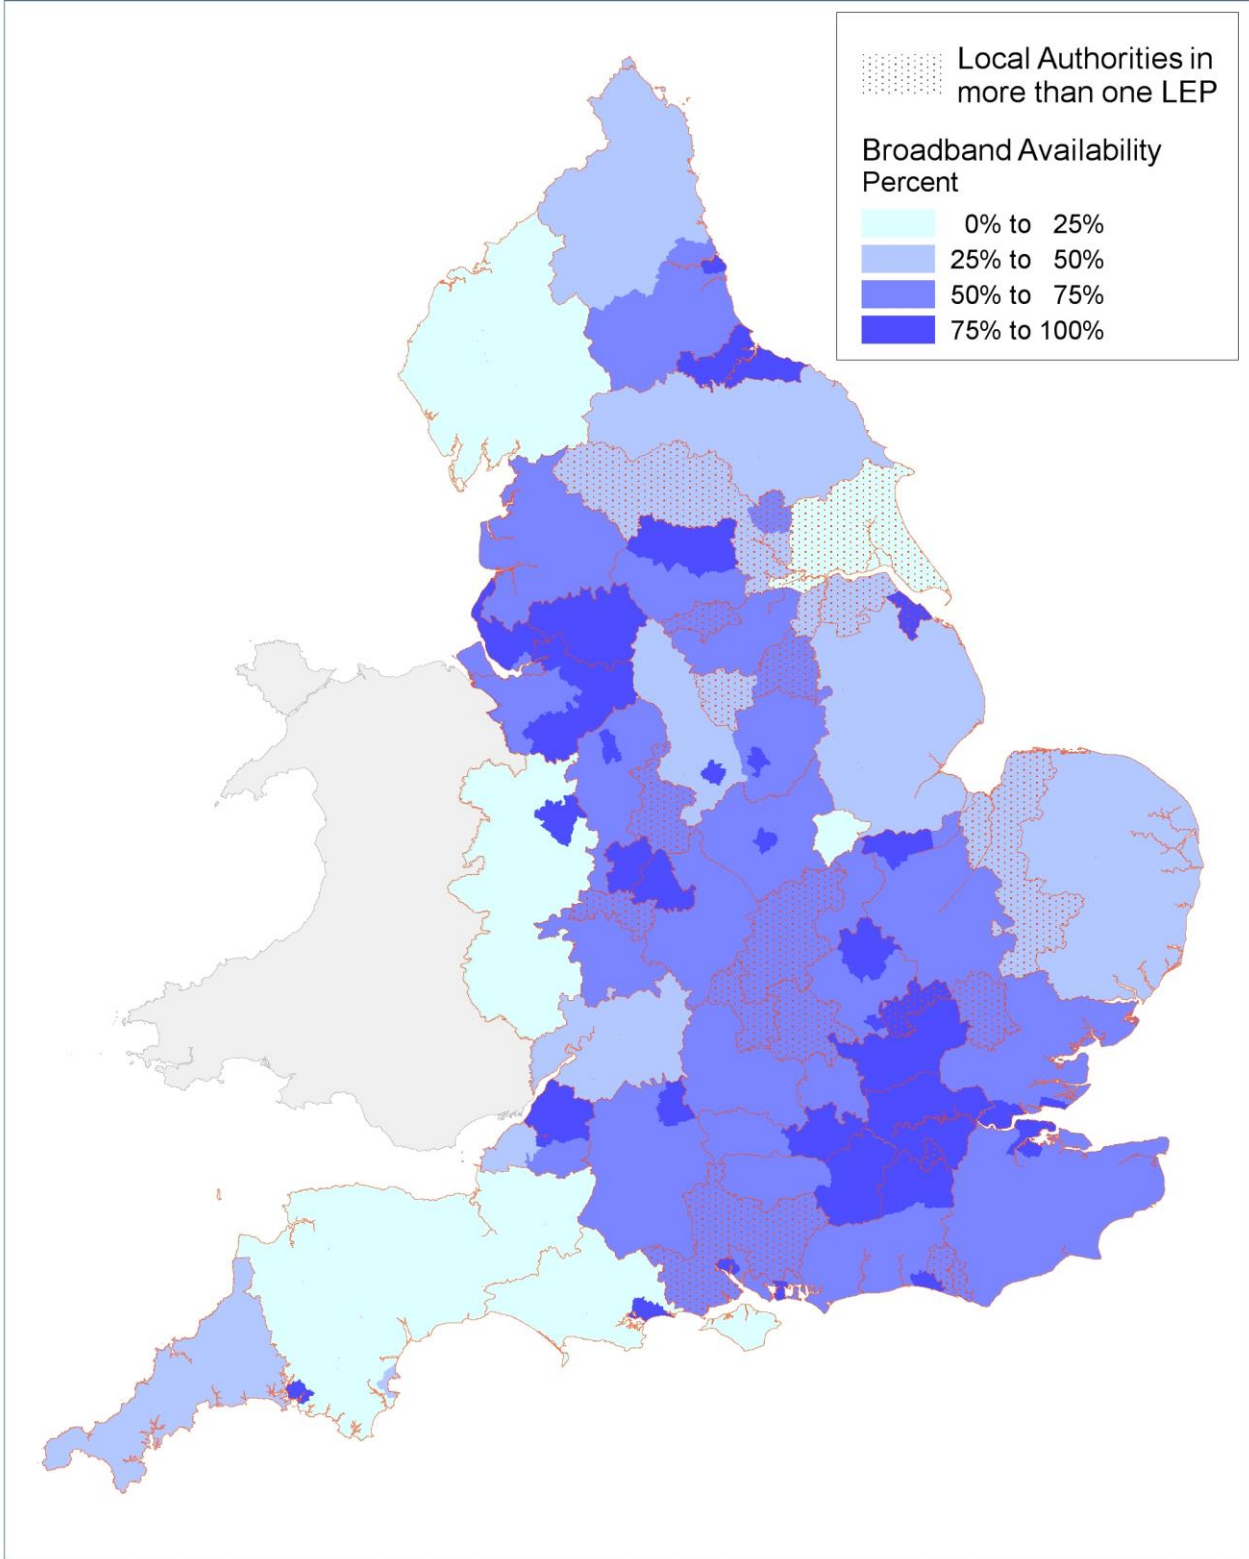 Local Authorities in
more than one LEP
Broadband Availability
Percent
0% to 25%
25% to 50%
50% to 75%
75% to 100%